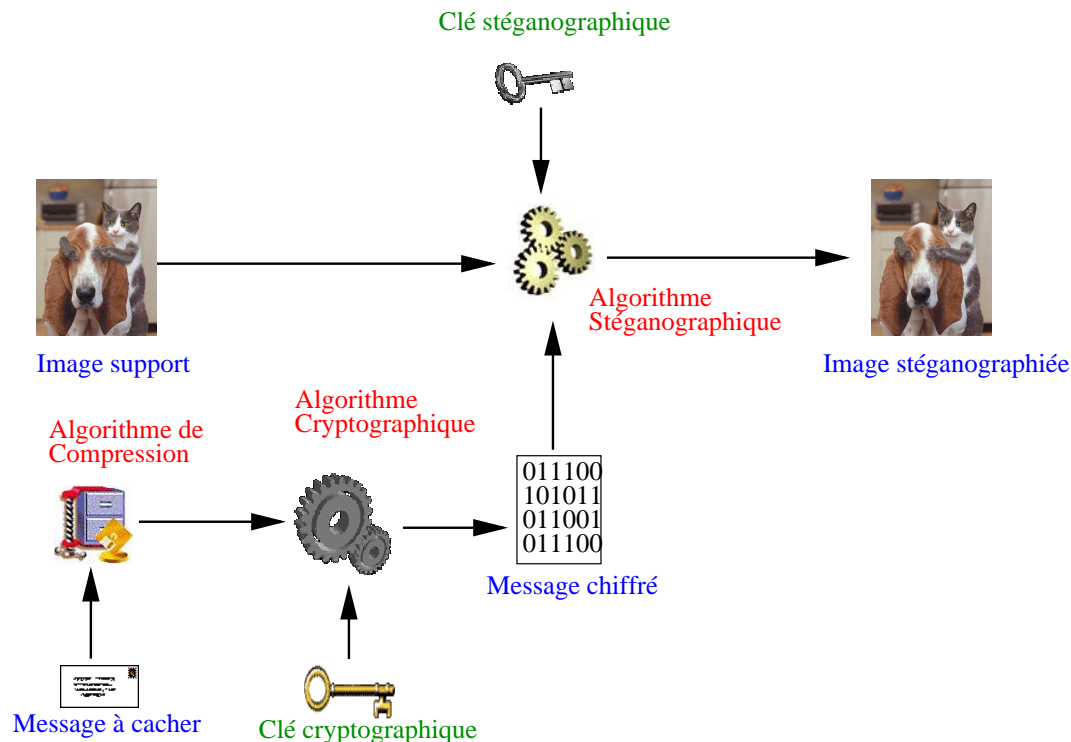 Clé stéganographique
Algorithme
Stéganographique
Image support
Image stéganographiée
Algorithme
Cryptographique
Algorithme de
Compression
011100
101011
011001
011100
Message chiffré
Message à cacher
Clé cryptographique